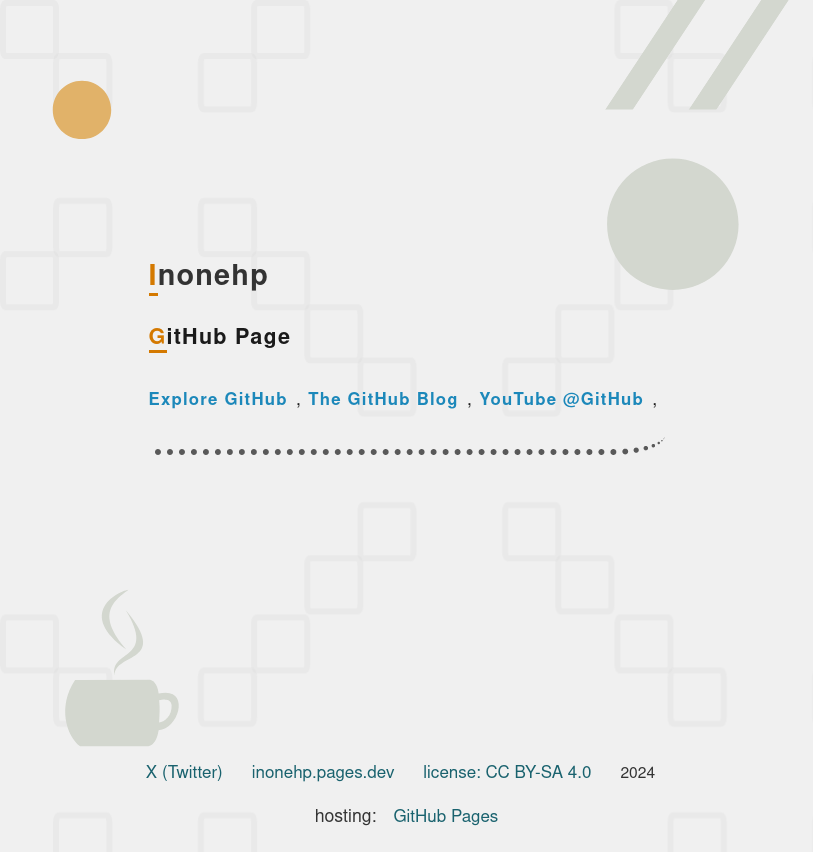 Inonehp
GitHub Page
Explore GitHub , The GitHub Blog , YouTube @GitHub ,
X (Twitter) inonehp.pages.dev license: CC BY-SA 4.0 2024
hosting: GitHub Pages